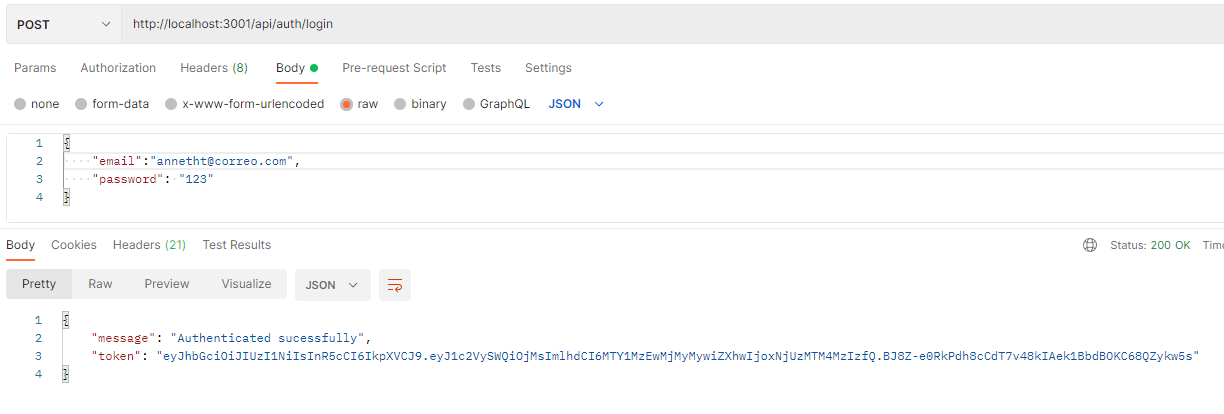 POST http://localhost:3001/api/auth/login
Params Authorization Headers (8) Body Pre-request Script Tests Settings
none form-data x-www-form-urlencoded raw binary GraphQL JSON
1 {
2 "email":"annetht@correo.com",
3 "password": "123"
4 }
Body Cookies Headers (21) Test Results Status: 200 OK Time
Pretty Raw Preview Visualize JSON
1 {
2 "message": "Authenticated sucessfully",
3 "token": "eyJhbGciOiJIUzI1NiIsInR5cCI6IkpXVCJ9.eyJ1c2VySWQiOjMsImlhdCI6MTY1MzEwMjMyMywiZXhwIjoxNjUzMTM4MzIzfQ.BJ8Z-e0RkPdh8cCdT7v48kIAek1BbdBOKC68QZykw5s"
4 }